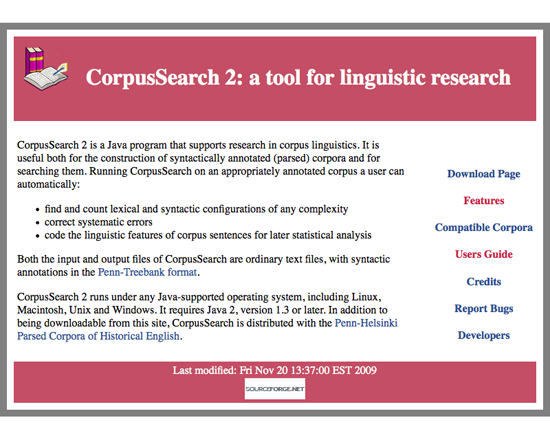 CorpusSearch 2: a tool for linguistic research
CorpusSearch 2 is a Java program that supports research in corpus linguistics. It is
useful both for the construction of syntactically annotated (parsed) corpora and for
searching them. Running CorpusSearch on an appropriately annotated corpus a user can
automatically:
• find and count lexical and syntactic configurations of any complexity
• correct systematic errors
• code the linguistic features of corpus sentences for later statistical analysis
Both the input and output files of CorpusSearch are ordinary text files, with syntactic
annotations in the Penn-Treebank format.
CorpusSearch 2 runs under any Java-supported operating system, including Linux,
Macintosh, Unix and Windows. It requires Java 2, version 1.3 or later. In addition to
being downloadable from this site, CorpusSearch is distributed with the Penn-Helsinki
Parsed Corpora of Historical English.
Download Page
Features
Compatible Corpora
Users Guide
Credits
Report Bugs
Developers
Last modified: Fri Nov 20 13:37:00 EST 2009
SOURCEFORGE.NET